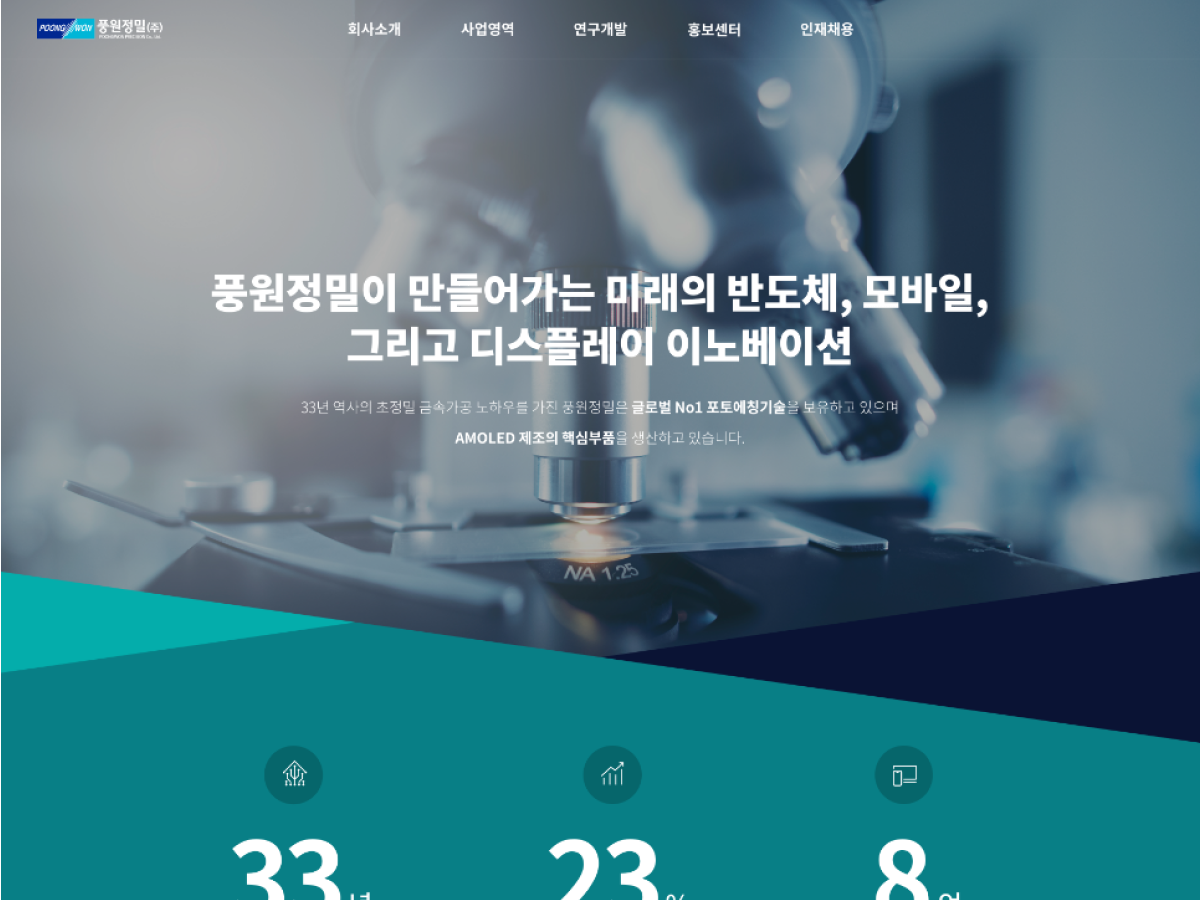 POONG WON 풍원정밀(주)
회사소개 사업영역 연구개발 홍보센터 인재채용
풍원정밀이 만들어가는 미래의 반도체, 모바일,
그리고 디스플레이 이노베이션
33년 역사의 초정밀 금속가공 노하우를 가진 풍원정밀은 글로벌 No1 포토에칭기술을 보유하고 있으며
AMOLED 제조의 핵심부품을 생산하고 있습니다.
NA 1.25
33 23 % 8